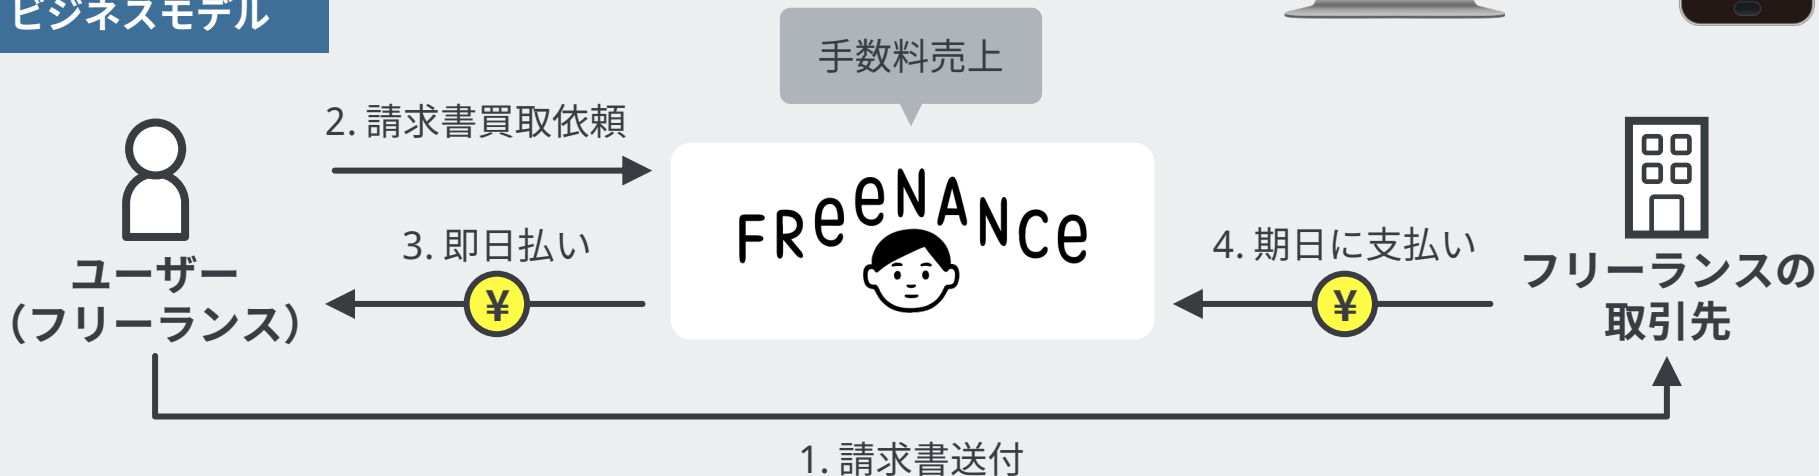 ビジネスモデル
手数料売上
2. 請求書買取依頼
FReeNANce
3. 即日払い
¥
4. 期日に支払い
¥
ユーザー
（フリーランス）
フリーランスの
取引先
1. 請求書送付